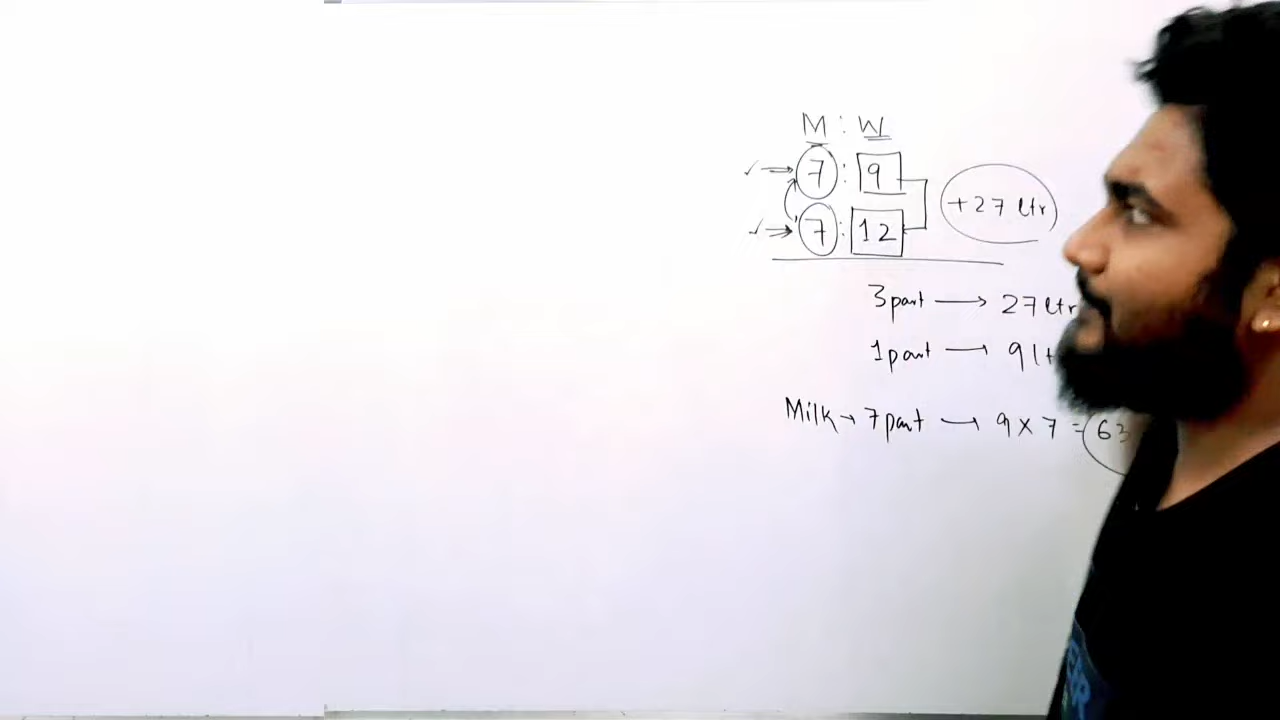 M : W
7 : 9
7 : 12
+27 ltr
3 part → 27 ltr
1 part → 9 lt
Milk → 7 part → 9 × 7 = 63